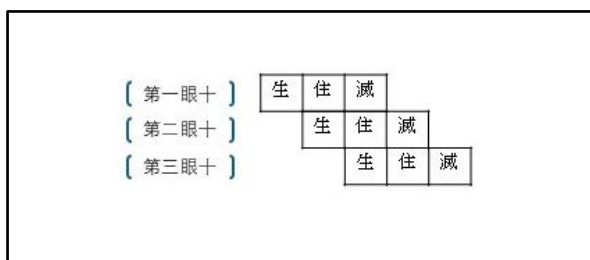 〔 第一眼十 〕 生 住 滅
〔 第二眼十 〕 生 住 滅
〔 第三眼十 〕 生 住 滅